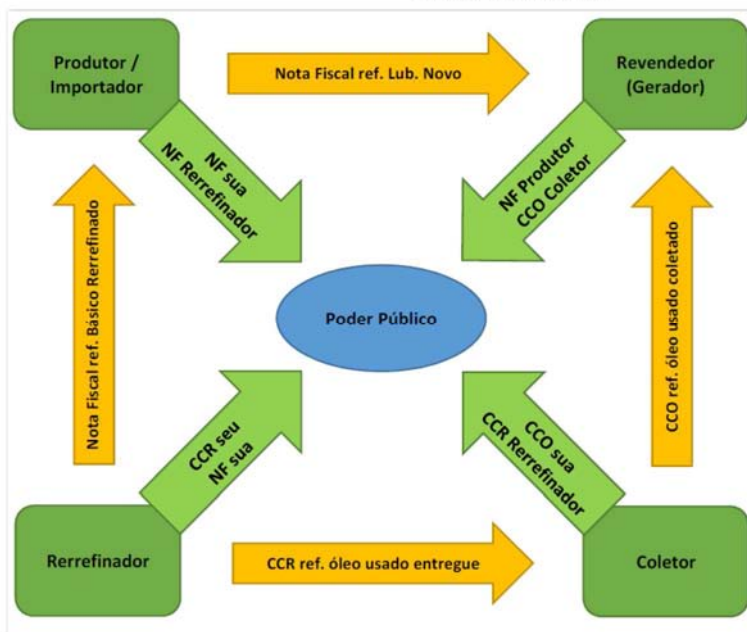 Produtor /
Importador
Nota Fiscal ref. Lub. Novo
Revendedor
(Gerador)
NF sua
NF Rerrefinador
NF Produtor
CCO Coletor
Nota Fiscal ref. Básico Rerrefinado
Poder Público
CCO ref. óleo usado coletado
CCR seu
NF sua
CCO sua
CCR Rerrefinador
Rerrefinador
CCR ref. óleo usado entregue
Coletor